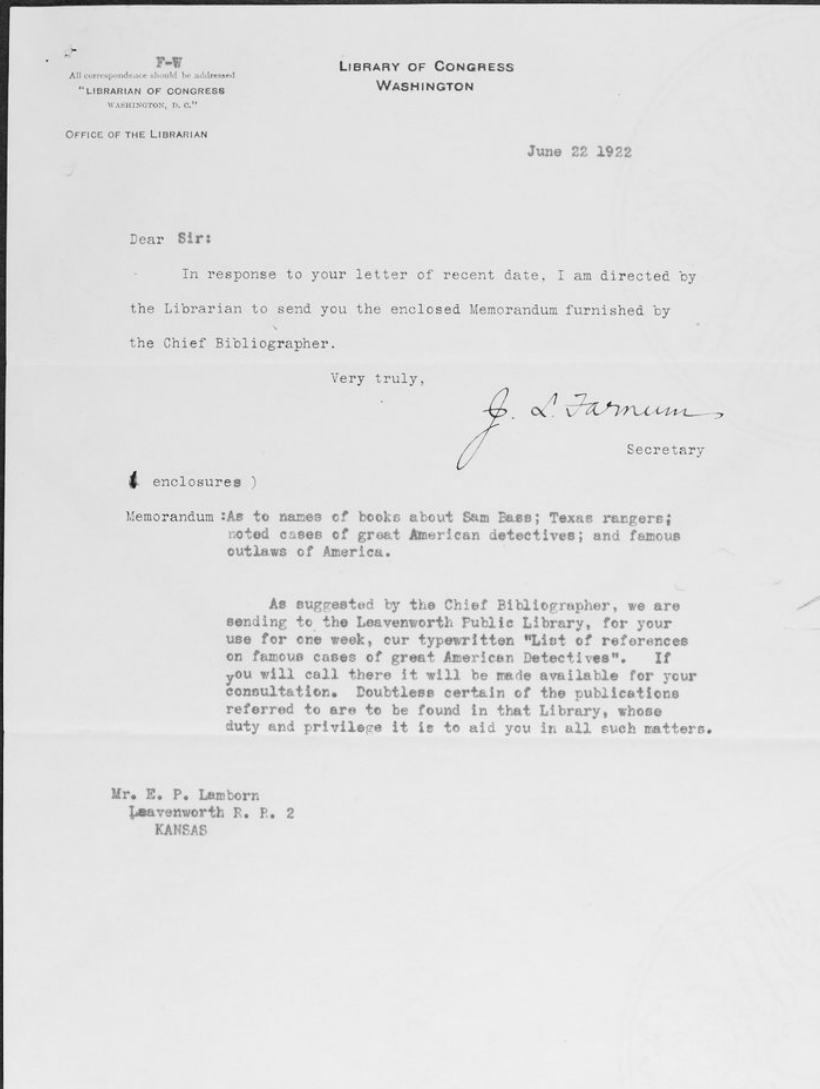 F-W
All correspondence should be addressed
"LIBRARIAN OF CONGRESS
WASHINGTON, D. C."
OFFICE OF THE LIBRARIAN
LIBRARY OF CONGRESS
WASHINGTON
June 22 1922
Dear Sir:
In response to your letter of recent date, I am directed by
the Librarian to send you the enclosed Memorandum furnished by
the Chief Bibliographer.
Very truly,
J. L. Farnum
Secretary
( enclosures )
Memorandum :As to names of books about Sam Bass; Texas rangers;
noted cases of great American detectives; and famous
outlaws of America.
As suggested by the Chief Bibliographer, we are
sending to the Leavenworth Public Library, for your
use for one week, our typewritten "List of references
on famous cases of great American Detectives". If
you will call there it will be made available for your
consultation. Doubtless certain of the publications
referred to are to be found in that Library, whose
duty and privilege it is to aid you in all such matters.
Mr. E. P. Lamborn
Leavenworth R. R. 2
KANSAS